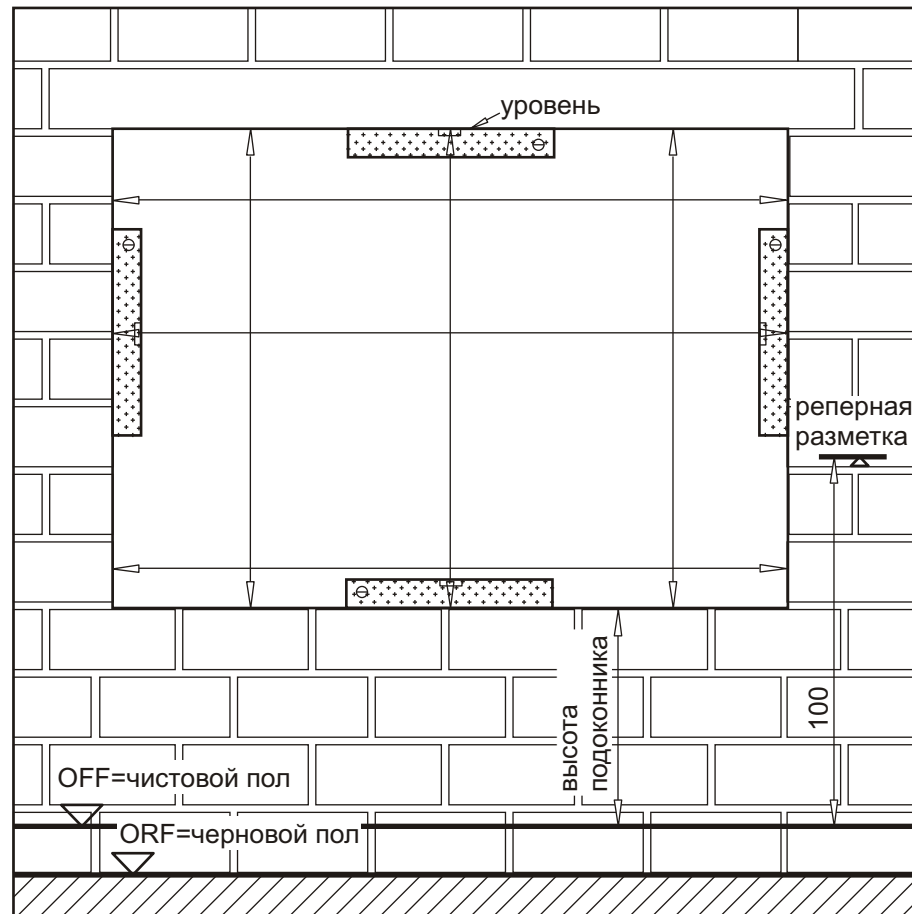 уровень
реперная
разметка
высота
подоконника
100
OFF=чистовой пол
ORF=черновой пол